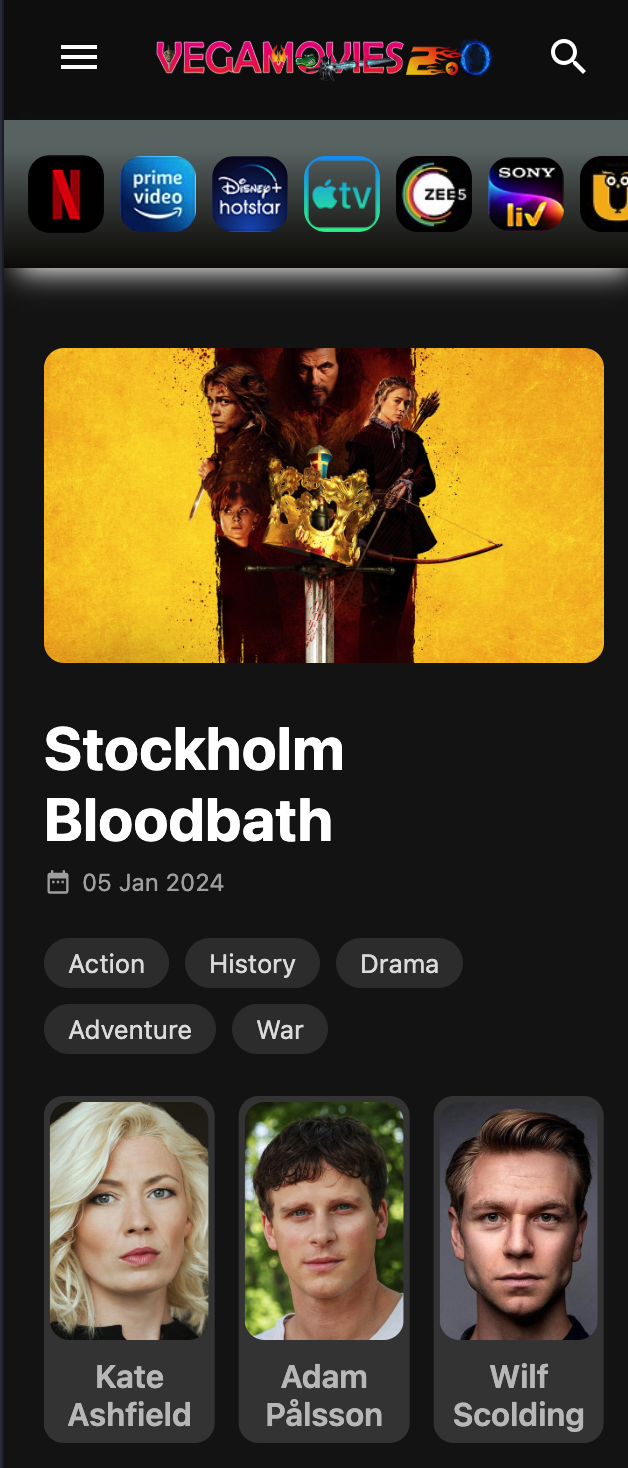 VEGAMOVIES 2.0
N
prime video
Disney+ hotstar
tv
ZEE5
SONY liv
U
Stockholm
Bloodbath
05 Jan 2024
Action History Drama
Adventure War
Kate Adam Wilf
Ashfield Pålsson Scolding